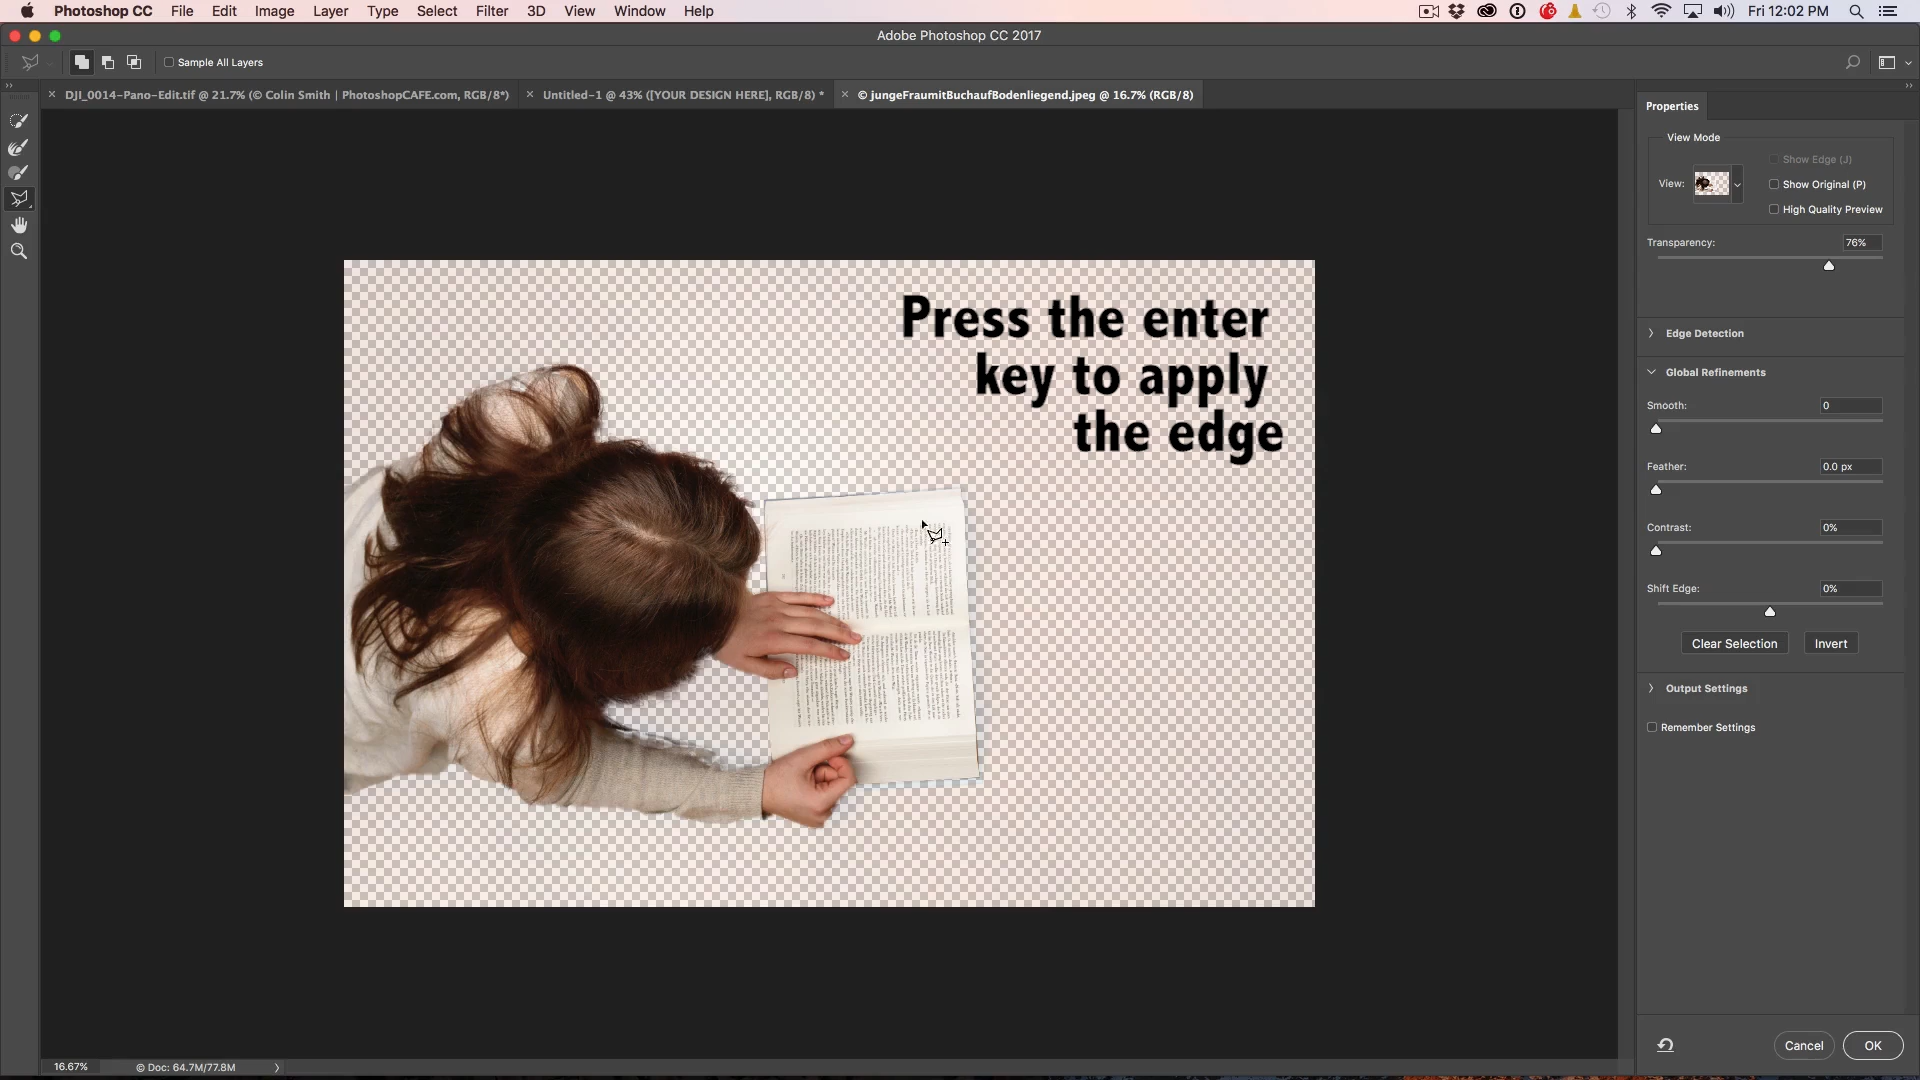 Photoshop CC File Edit Image Layer Type Select Filter 3D View Window Help Fri 12:02 PM
Adobe Photoshop CC 2017
Sample All Layers
DJI_0014-Pano-Edit.tif @ 21.7% (© Colin Smith | PhotoshopCAFE.com, RGB/8*)
Untitled-1 @ 43% ([YOUR DESIGN HERE], RGB/8) *
© jungeFraumitBuchaufBodenliegend.jpeg @ 16.7% (RGB/8)
Properties
View Mode
Show Edge (J)
View:
Show Original (P)
High Quality Preview
Transparency: 76%
Press the enter
key to apply
the edge
Edge Detection
Global Refinements
Smooth: 0
Feather: 0.0 px
Contrast: 0%
Shift Edge: 0%
Clear Selection Invert
Output Settings
Remember Settings
Cancel OK
16.67% © Doc: 64.7M/77.8M